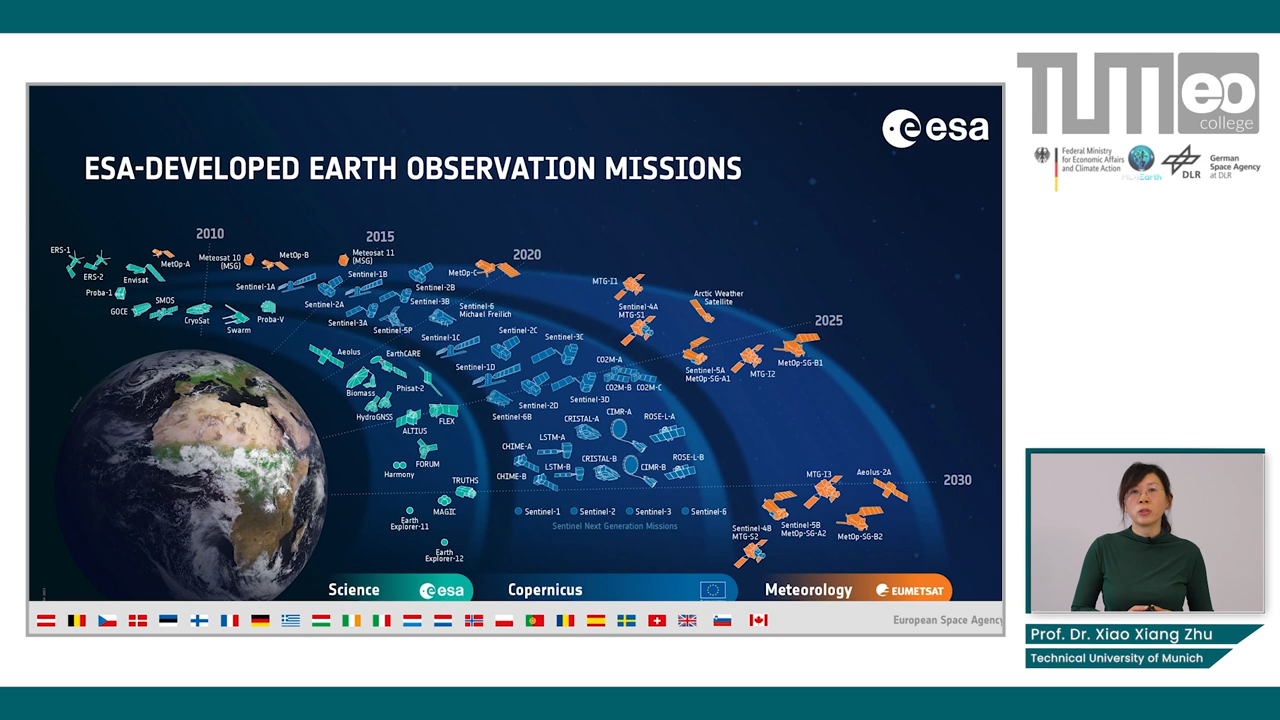 TUM eo
college
Federal Ministry
for Economic Affairs
and Climate Action
ML4Earth
DLR
German
Space Agency
at DLR
esa
ESA-DEVELOPED EARTH OBSERVATION MISSIONS
2010
2015
2020
2025
2030
ERS-1
ERS-2
Envisat
MetOp-A
Meteosat 10
(MSG)
MetOp-B
Meteosat 11
(MSG)
MetOp-C
Proba-1
GOCE
SMOS
CryoSat
Swarm
Proba-V
Sentinel-1A
Sentinel-1B
Sentinel-2A
Sentinel-2B
Sentinel-3A
Sentinel-3B
Sentinel-5P
Sentinel-6
Michael Freilich
MTG-I1
Sentinel-4A
MTG-S1
Arctic Weather
Satellite
Sentinel-1C
Sentinel-2C
Sentinel-3C
Sentinel-1D
Aeolus
EarthCARE
Biomass
Phisat-2
HydroGNSS
ALTIUS
FLEX
FORUM
Harmony
TRUTHS
MAGIC
Earth
Explorer-11
Earth
Explorer-12
CO2M-A
CO2M-B
CO2M-C
Sentinel-2D
Sentinel-3D
Sentinel-6B
CRISTAL-A
CIMR-A
ROSE-L-A
CHIME-A
LSTM-A
CRISTAL-B
CIMR-B
ROSE-L-B
CHIME-B
LSTM-B
Sentinel-1
Sentinel-2
Sentinel-3
Sentinel-6
Sentinel Next Generation Missions
Sentinel-5A
MetOp-SG-A1
MTG-I2
MetOp-SG-B1
MTG-I3
Aeolus-2A
Sentinel-4B
MTG-S2
Sentinel-5B
MetOp-SG-A2
MetOp-SG-B2
Science
esa
Copernicus
Meteorology
EUMETSAT
European Space Agency
Prof. Dr. Xiao Xiang Zhu
Technical University of Munich